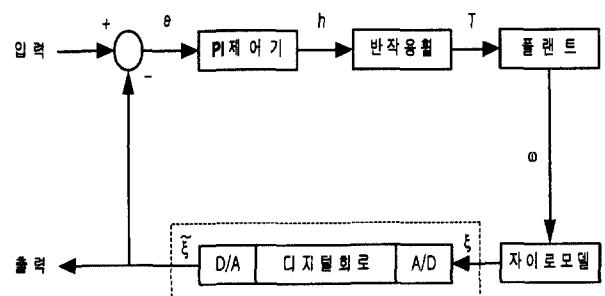 + θ h T
입력 PI제어기 반작용휠 플랜트
-
ω
ξ̃ ξ
출력 D/A 디지털회로 A/D 자이로모델